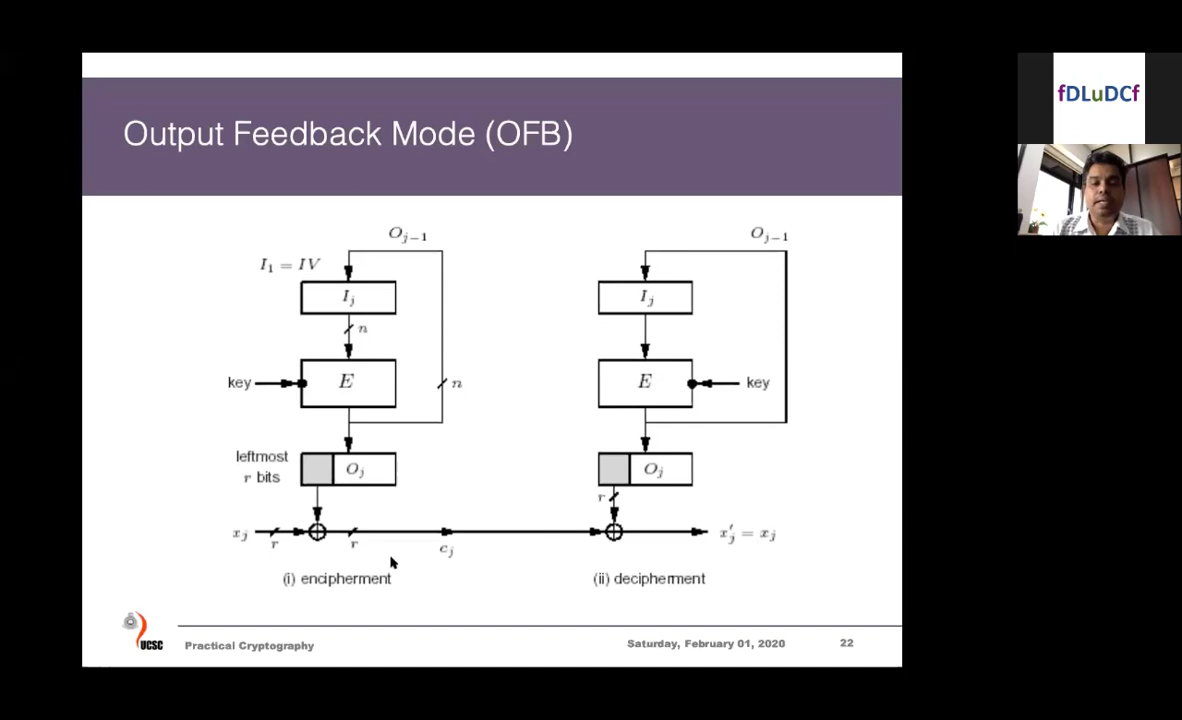 fDLuDCf
Output Feedback Mode (OFB)
O_{j-1}
I_1 = IV
I_j
n
key
E
n
leftmost
r bits
O_j
x_j
r
r
c_j
(i) encipherment
O_{j-1}
I_j
E
key
O_j
r
x'_j = x_j
(ii) decipherment
UCSC
Practical Cryptography
Saturday, February 01, 2020
22